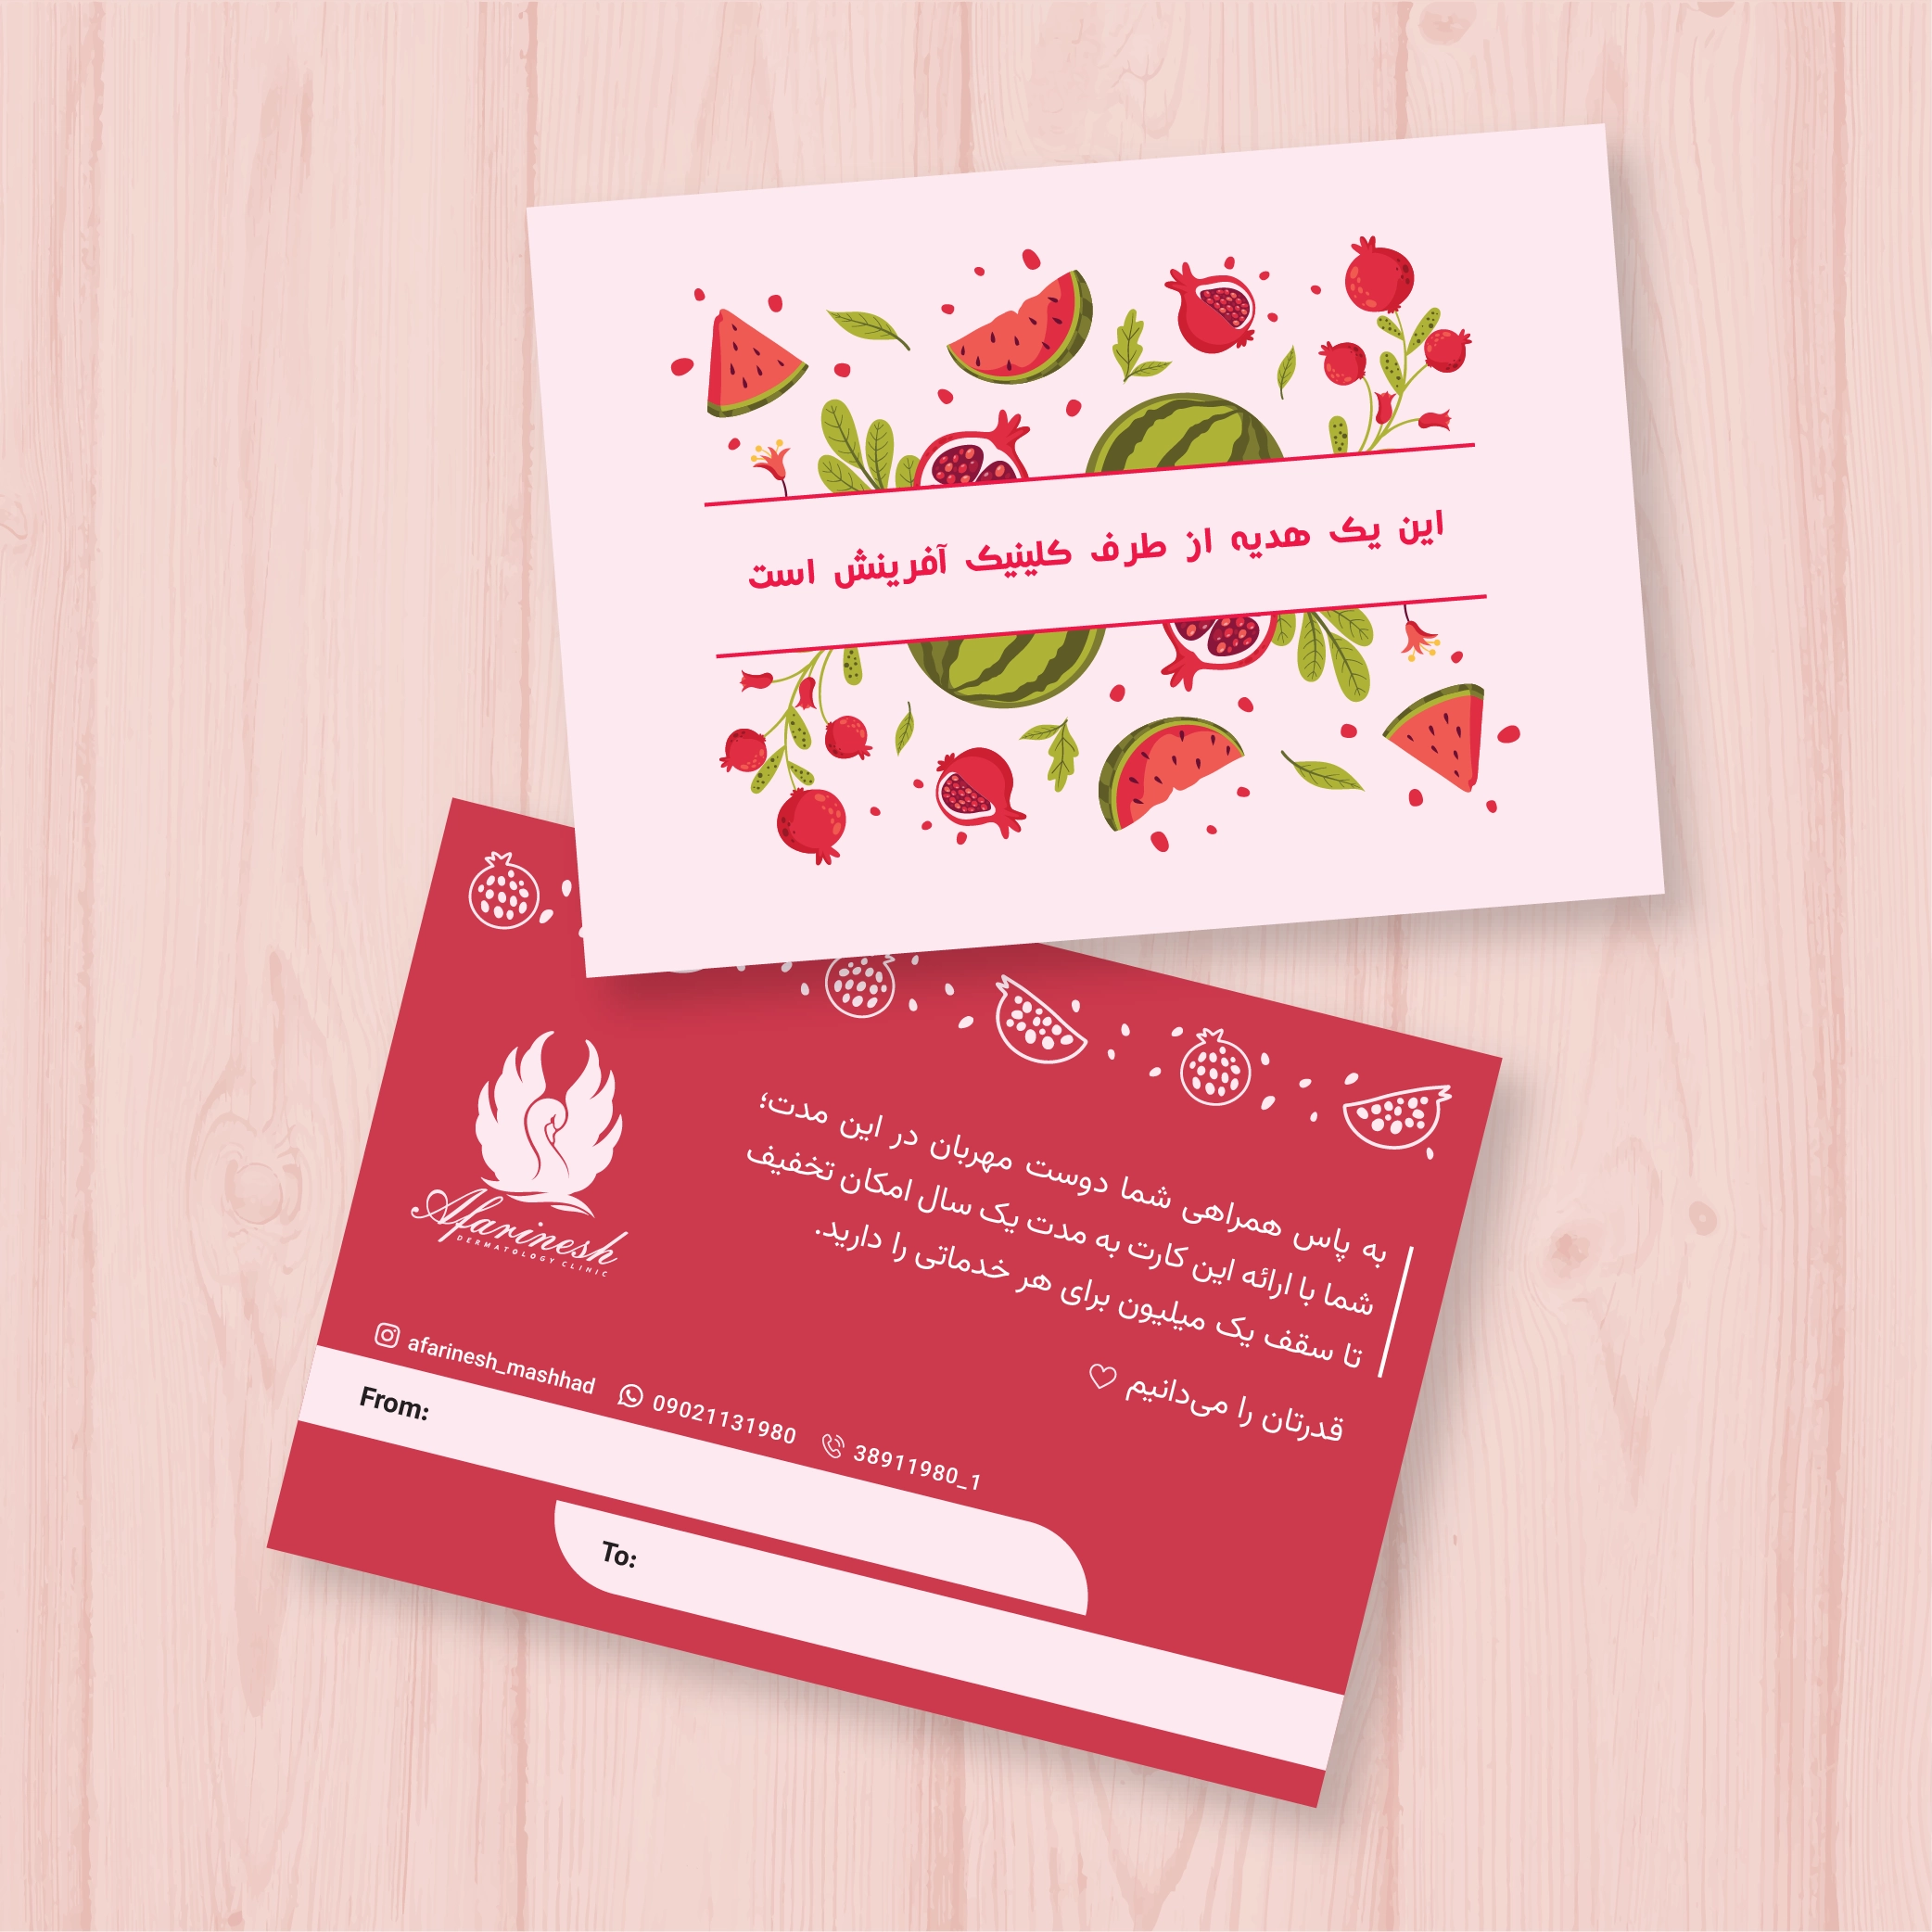 این یک هدیه از طرف کلینیک آفرینش است
به پاس همراهی شما دوست مهربان در این مدت؛
شما با ارائه این کارت به مدت یک سال امکان تخفیف
تا سقف یک میلیون برای هر خدماتی را دارید.
قدرتان را می‌دانیم
Afarinesh
DERMATOLOGY CLINIC
afarinesh_mashhad 09021131980 38911980_1
From:
To: